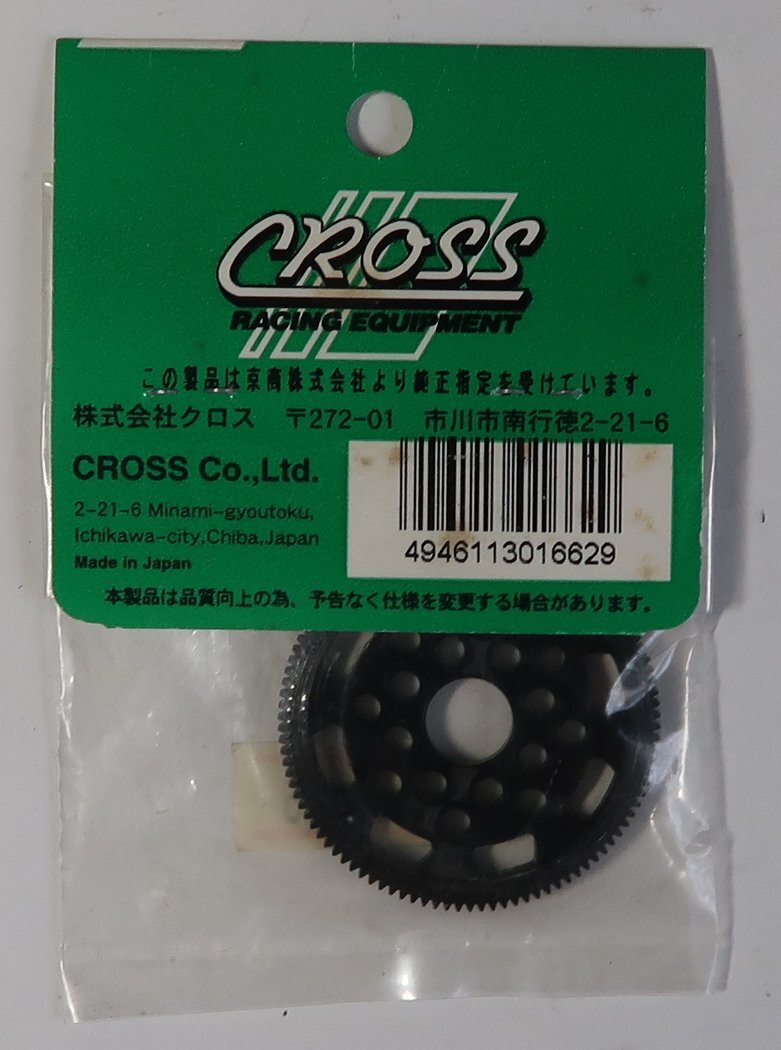 CROSS
RACING EQUIPMENT
この製品は京商株式会社より純正指定を受けています。
株式会社クロス 〒272-01 市川市南行徳2-21-6
CROSS Co.,Ltd.
2-21-6 Minami-gyoutoku,
Ichikawa-city,Chiba,Japan
Made in Japan
4946113016629
本製品は品質向上の為、予告なく仕様を変更する場合があります。